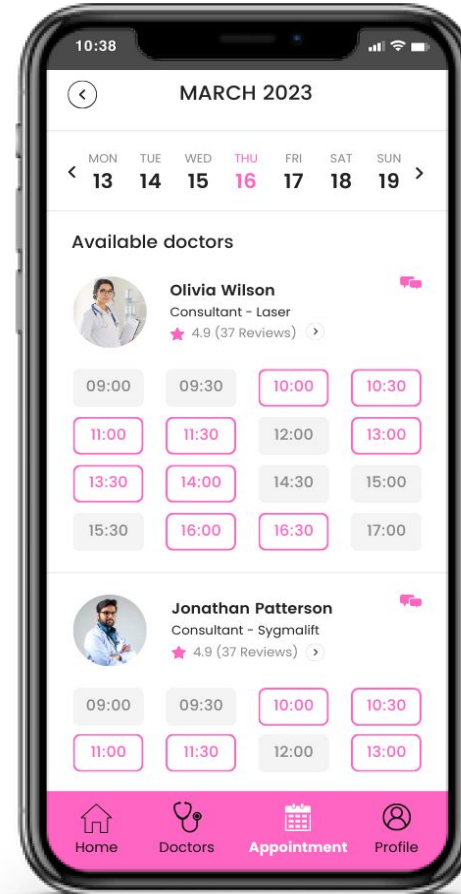 10:38
MARCH 2023
MON TUE WED THU FRI SAT SUN
13 14 15 16 17 18 19
Available doctors
Olivia Wilson
Consultant - Laser
4.9 (37 Reviews)
09:00 09:30 10:00 10:30
11:00 11:30 12:00 13:00
13:30 14:00 14:30 15:00
15:30 16:00 16:30 17:00
Jonathan Patterson
Consultant - Sygmalift
4.9 (37 Reviews)
09:00 09:30 10:00 10:30
11:00 11:30 12:00 13:00
Home Doctors Appointment Profile